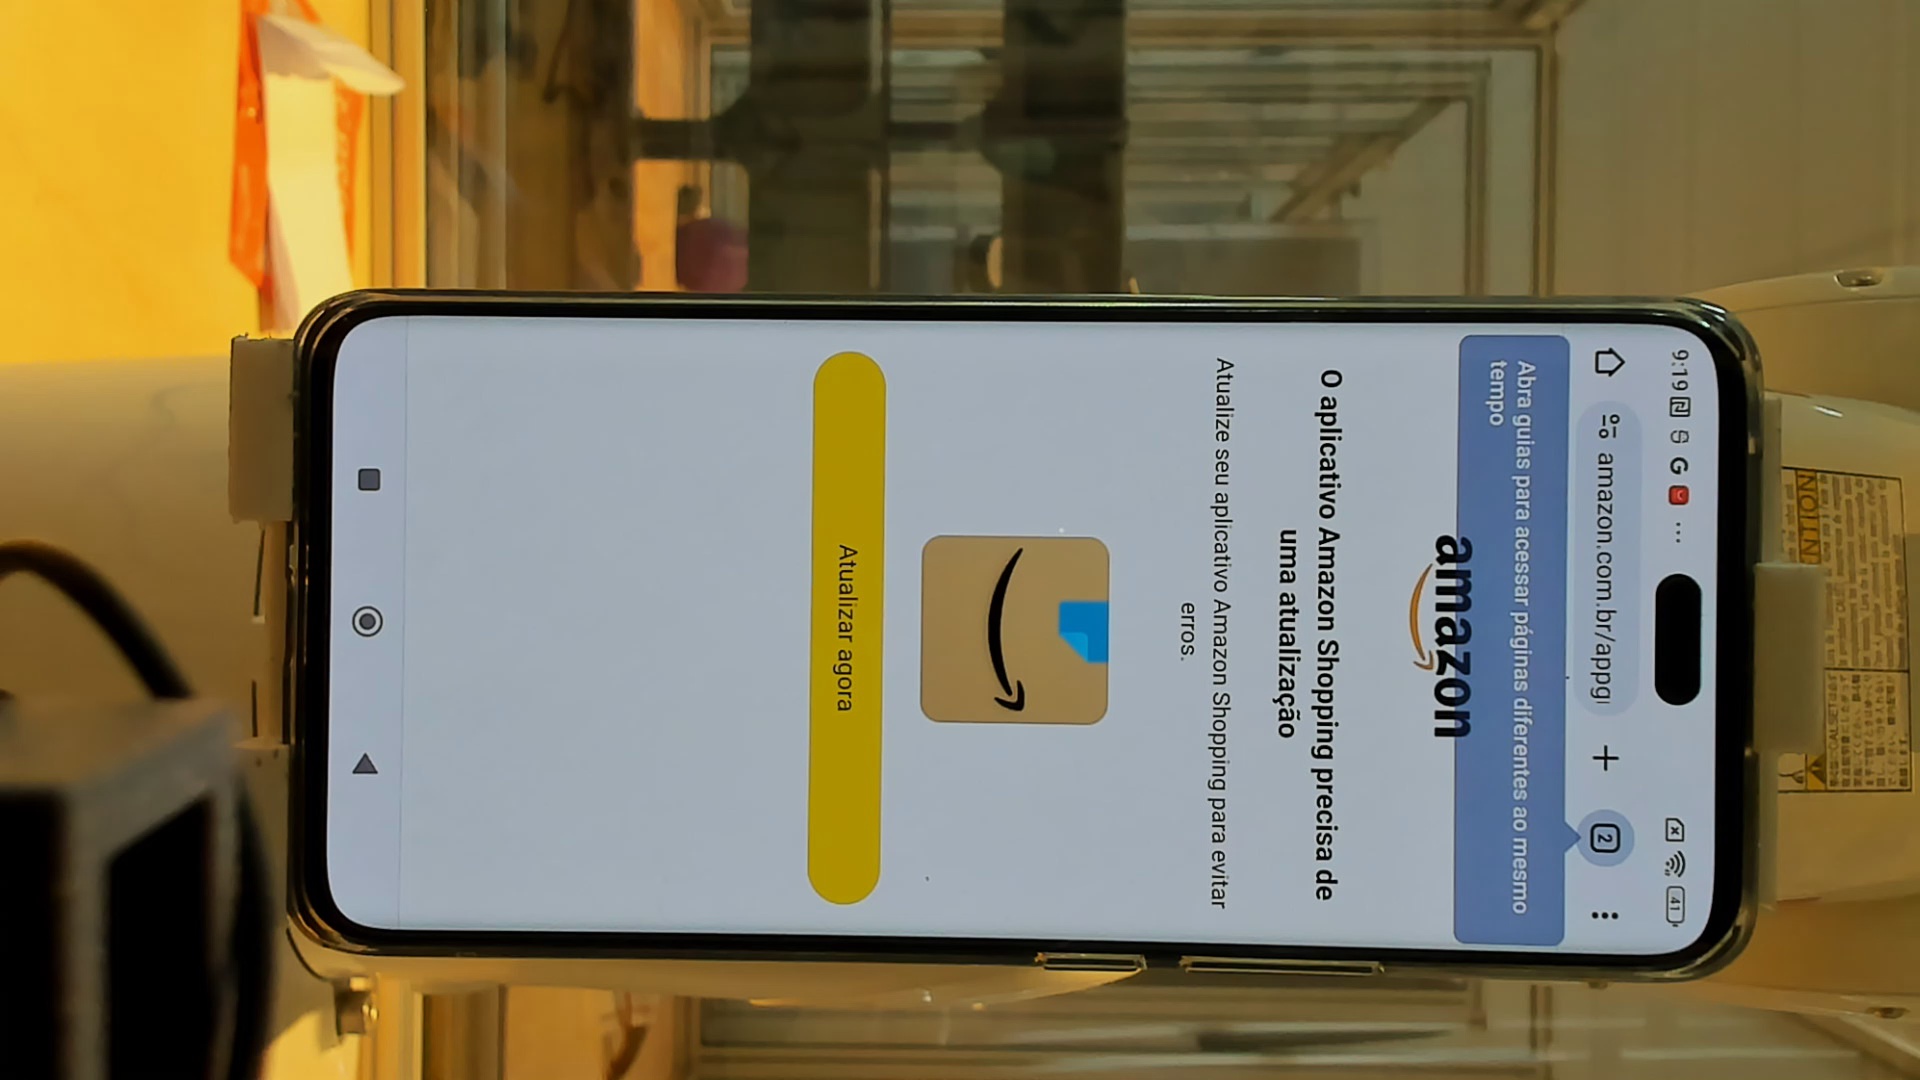 9:19 G ... 41
amazon.com.br/appgi 2
Abra guias para acessar páginas diferentes ao mesmo
tempo
amazon
O aplicativo Amazon Shopping precisa de
uma atualização
Atualize seu aplicativo Amazon Shopping para evitar
erros.
Atualizar agora